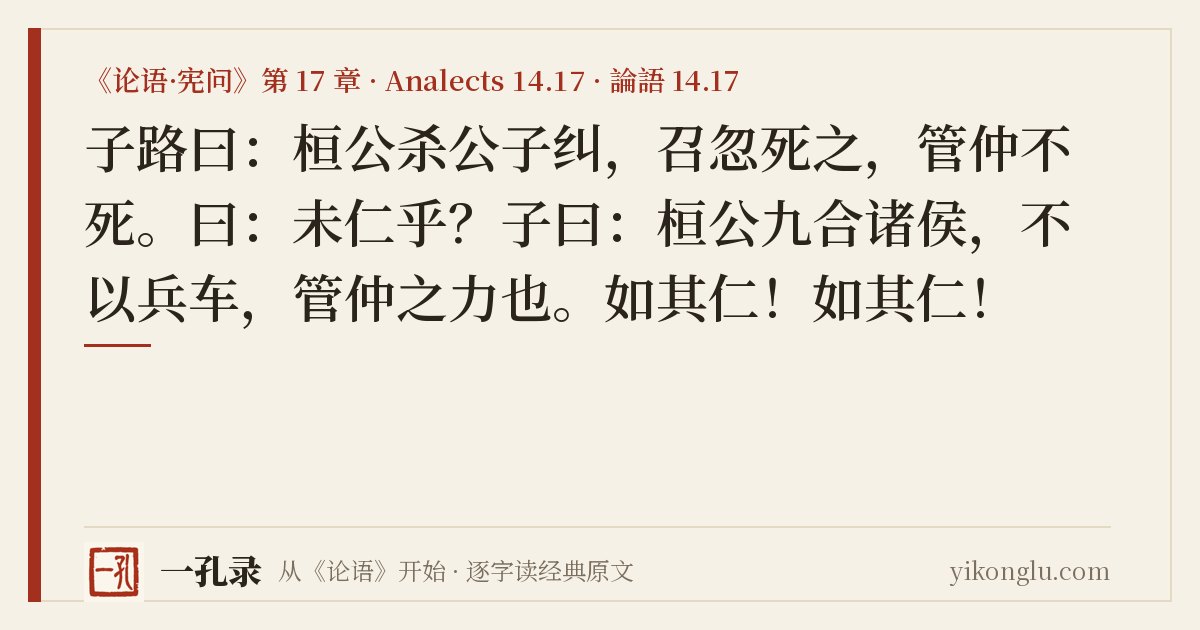 《论语·宪问》第 17 章 · Analects 14.17 · 論語 14.17
子路曰：桓公杀公子纠，召忽死之，管仲不
死。曰：未仁乎？子曰：桓公九合诸侯，不
以兵车，管仲之力也。如其仁！如其仁！
一孔
一孔录 从《论语》开始 · 逐字读经典原文 yikonglu.com